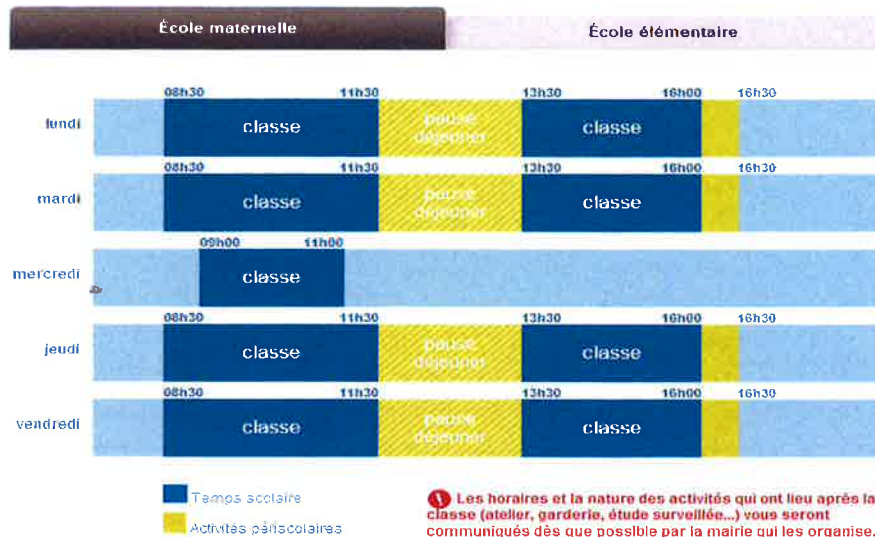 École maternelle
École élémentaire
08h30 11h30 13h30 16h00 16h30
lundi classe pause déjeuner classe
08h30 11h30 13h30 16h00 16h30
mardi classe pause déjeuner classe
09h00 11h00
mercredi classe
08h30 11h30 13h30 16h00 16h30
jeudi classe pause déjeuner classe
08h30 11h30 13h30 16h00 16h30
vendredi classe pause déjeuner classe
Temps scolaire
Activités périscolaires
Les horaires et la nature des activités qui ont lieu après la
classe (atelier, garderie, étude surveillée...) vous seront
communiqués dès que possible par la mairie qui les organise.